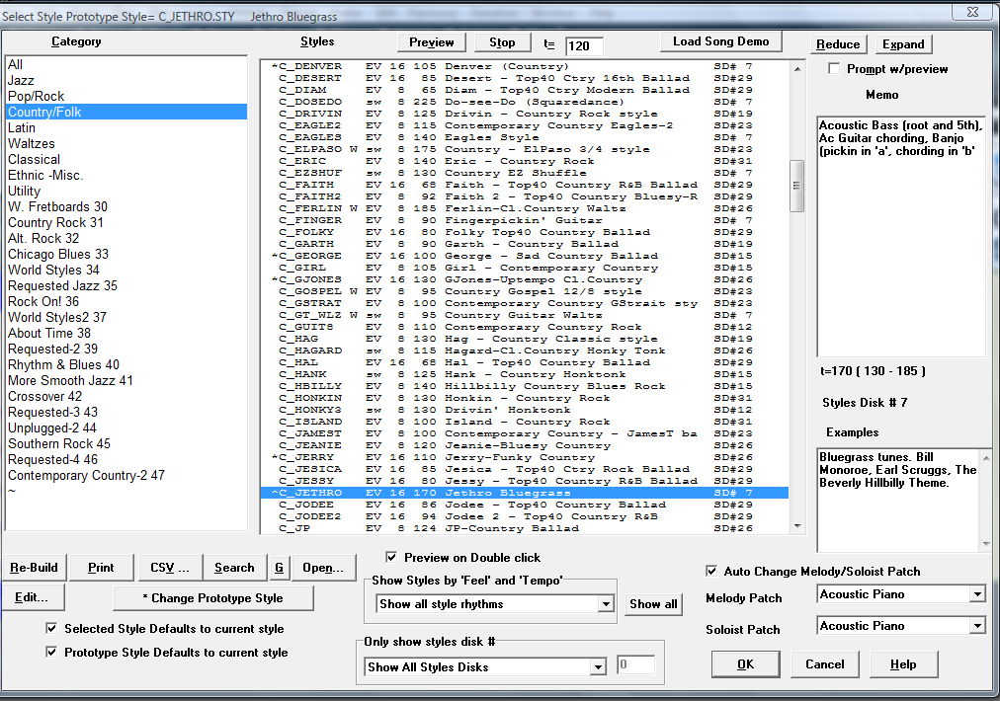 Select Style Prototype Style= C_JETHRO.STY Jethro Bluegrass
Category
Styles
Preview
Stop
t=
120
Load Song Demo
Reduce
Expand
Prompt w/preview
Memo
All
Jazz
Pop/Rock
Country/Folk
Latin
Waltzes
Classical
Ethnic -Misc.
Utility
W. Fretboards 30
Country Rock 31
Alt. Rock 32
Chicago Blues 33
World Styles 34
Requested Jazz 35
Rock On! 36
World Styles2 37
About Time 38
Requested-2 39
Rhythm & Blues 40
More Smooth Jazz 41
Crossover 42
Requested-3 43
Unplugged-2 44
Southern Rock 45
Requested-4 46
Contemporary Country-2 47
~
*C_DENVER EV 16 105 Denver (Country) SD# 7
C_DESERT EV 16 85 Desert - Top40 Ctry 16th Ballad SD#29
C_DIAM EV 8 65 Diam - Top40 Ctry Modern Ballad SD#29
C_DOSEDO sw 8 225 Do-see-Do (Squaredance) SD# 7
C_DRIVIN EV 8 119 Drivin - Country Rock style SD#19
C_EAGLE2 EV 8 115 Contemporary Country Eagles-2 SD#23
C_EAGLES EV 8 140 Eagles Style SD# 7
C_ELPASO W sw 8 175 Country - ElPaso 3/4 style SD#23
C_ERIC EV 8 140 Eric - Country Rock SD#31
C_EZSHUF sw 8 130 Country EZ Shuffle SD# 7
C_FAITH EV 16 68 Faith - Top40 Country R&B Ballad SD#29
C_FAITH2 EV 8 92 Faith 2 - Top40 Country Bluesy-R SD#29
C_FERLIN W EV 8 185 Ferlin-Cl.Country Waltz SD#26
C_FINGER EV 8 90 Fingerpickin' Guitar SD# 7
C_FOLKY EV 16 80 Folky Top40 Country Ballad SD#29
C_GARTH EV 8 90 Garth - Country Ballad SD#19
*C_GEORGE EV 16 100 George - Sad Country Ballad SD#15
C_GIRL EV 8 105 Girl - Contemporary Country SD#15
*C_GJONES EV 16 130 GJones-Uptempo Cl.Country SD#26
C_GOSPEL W EV 8 95 Country Gospel 12/8 style SD#23
C_GSTRAT EV 8 100 Contemporary Country GStrait sty SD#23
C_GT_WLZ W sw 8 95 Country Guitar Waltz SD# 7
C_GUIT8 EV 8 110 Contemporary Country Rock SD#12
C_HAG EV 8 130 Hag - Country Classic style SD#19
C_HAGARD sw 8 115 Hagard-Cl.Country Honky Tonk SD#26
C_HAL EV 16 68 Hal - Top40 Country Ballad SD#29
C_HANK sw 8 125 Hank - Country Honktonk SD#15
C_HBILLY EV 8 140 Hillbilly Country Blues Rock SD#15
C_HONKIN EV 8 130 Honkin - Country Rock SD#31
C_HONKY3 sw 8 130 Drivin' Honktonk SD#12
C_ISLAND EV 8 100 Island - Country Rock SD#31
C_JAMEST EV 8 100 Contemporary Country - JamesT ba SD#23
C_JEANIE EV 8 120 Jeanie-Bluesy Country SD#26
*C_JERRY EV 16 110 Jerry-Funky Country SD#26
C_JESICA EV 16 85 Jesica - Top40 Ctry Rock Ballad SD#29
C_JESSY EV 16 80 Jessy - Top40 Country R&B Ballad SD#29
^C_JETHRO EV 16 170 Jethro Bluegrass SD# 7
C_JODEE EV 16 86 Jodee - Top40 Country Ballad SD#29
C_JODEE2 EV 16 94 Jodee 2 - Top40 Country R&B SD#29
C_JP EV 8 124 JP-Country Ballad SD#26
Acoustic Bass (root and 5th),
Ac Guitar chording, Banjo
(pickin in 'a', chording in 'b'
t=170 ( 130 - 185 )
Styles Disk # 7
Examples
Bluegrass tunes. Bill
Monoroe, Earl Scruggs, The
Beverly Hillbilly Theme.
Re-Build
Print
CSV ...
Search
G
Open...
Edit...
* Change Prototype Style
Selected Style Defaults to current style
Prototype Style Defaults to current style
Preview on Double click
Show Styles by 'Feel' and 'Tempo'
Show all style rhythms
Show all
Only show styles disk #
Show All Styles Disks
0
Auto Change Melody/Soloist Patch
Melody Patch
Acoustic Piano
Soloist Patch
Acoustic Piano
OK
Cancel
Help